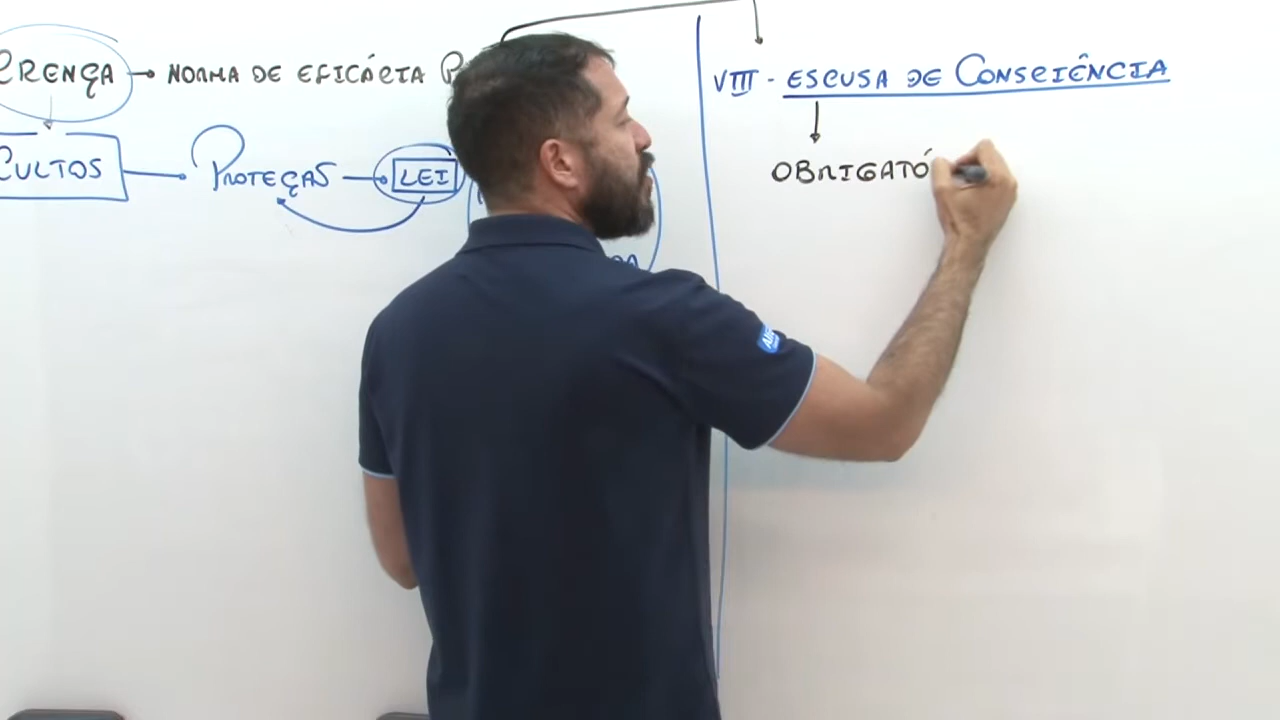 CRENÇA → NORMA DE EFICÁCIA P
CULTOS PROTEÇAS LEI
VIII - ESCUSA DE CONSCIÊNCIA
OBRIGATÓ